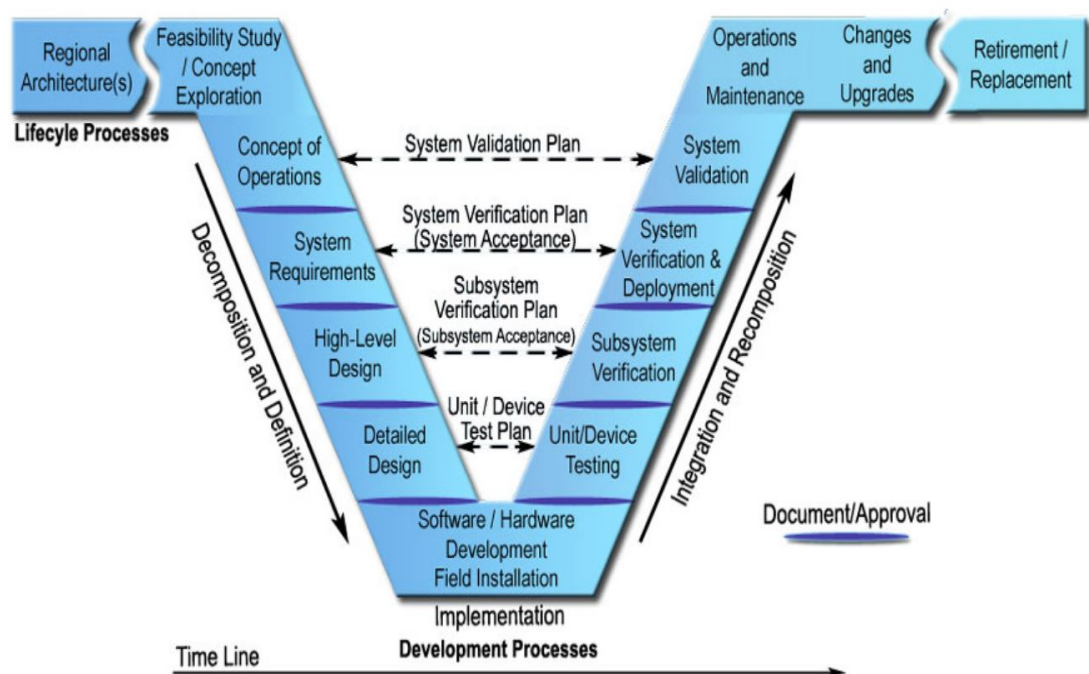 Regional
Architecture(s)
Feasibility Study
/ Concept
Exploration
Operations
and
Maintenance
Changes
and
Upgrades
Retirement /
Replacement
Lifecyle Processes
Concept of
Operations
System Validation Plan
System
Validation
System
Requirements
System Verification Plan
(System Acceptance)
System
Verification &
Deployment
High-Level
Design
Subsystem
Verification Plan
(Subsystem Acceptance)
Subsystem
Verification
Detailed
Design
Unit / Device
Test Plan
Unit/Device
Testing
Decomposition and Definition
Integration and Recomposition
Software / Hardware
Development
Field Installation
Document/Approval
Implementation
Development Processes
Time Line